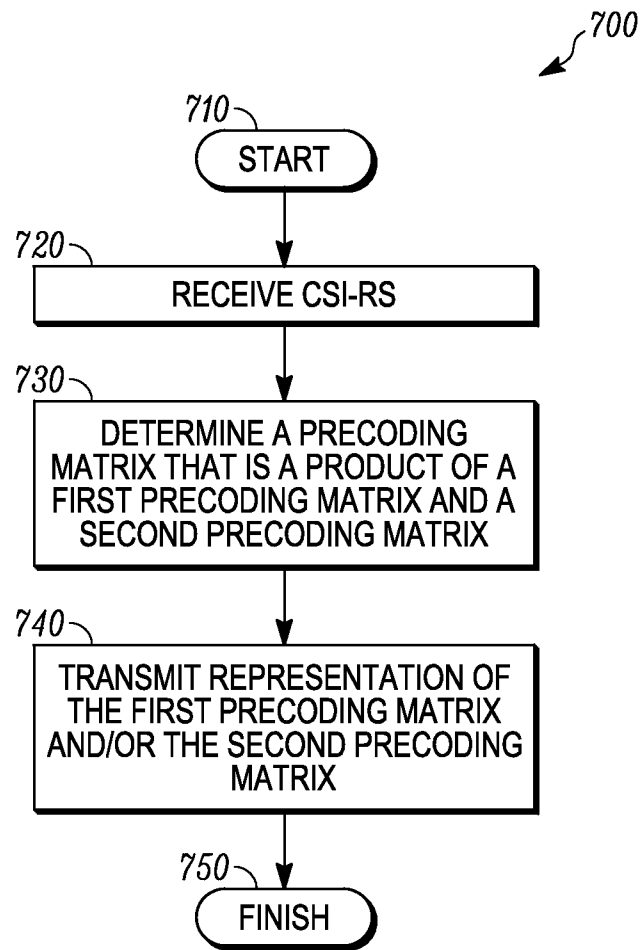 700
710
START
720
RECEIVE CSI-RS
730
DETERMINE A PRECODING
MATRIX THAT IS A PRODUCT OF A
FIRST PRECODING MATRIX AND A
SECOND PRECODING MATRIX
740
TRANSMIT REPRESENTATION OF
THE FIRST PRECODING MATRIX
AND/OR THE SECOND PRECODING
MATRIX
750
FINISH